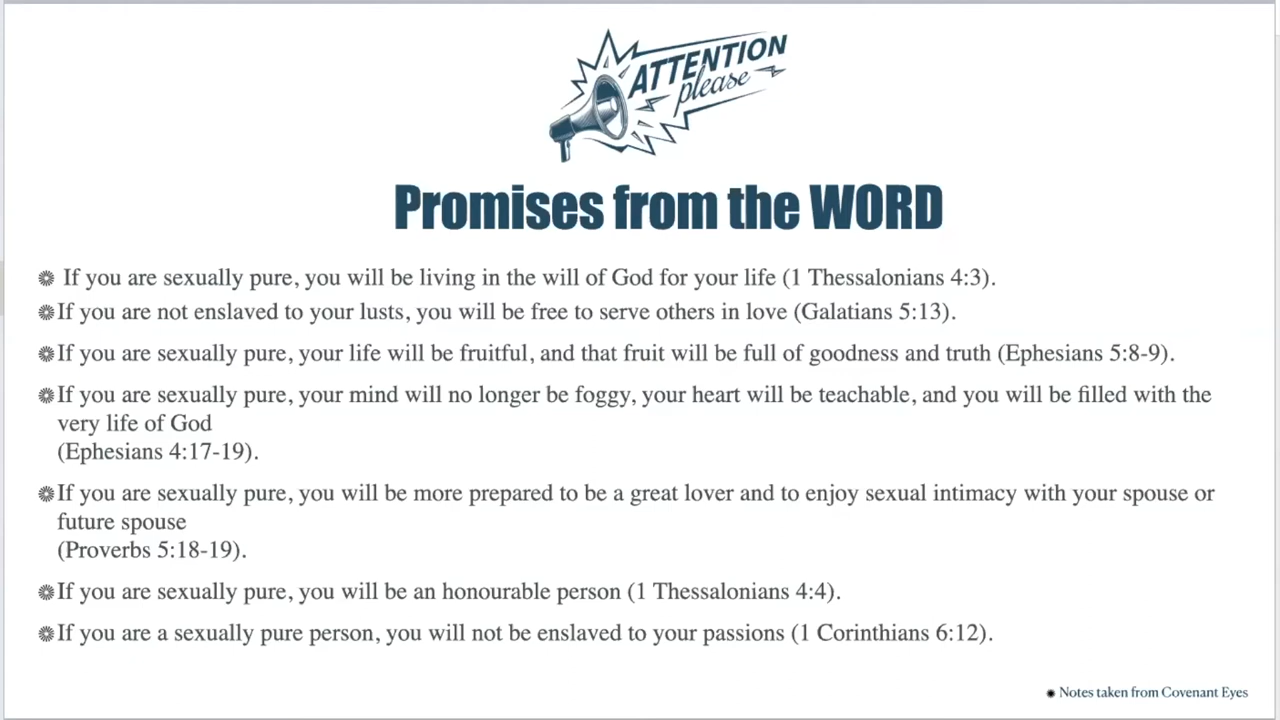 ATTENTION
please
Promises from the WORD
If you are sexually pure, you will be living in the will of God for your life (1 Thessalonians 4:3).
If you are not enslaved to your lusts, you will be free to serve others in love (Galatians 5:13).
If you are sexually pure, your life will be fruitful, and that fruit will be full of goodness and truth (Ephesians 5:8-9).
If you are sexually pure, your mind will no longer be foggy, your heart will be teachable, and you will be filled with the
very life of God
(Ephesians 4:17-19).
If you are sexually pure, you will be more prepared to be a great lover and to enjoy sexual intimacy with your spouse or
future spouse
(Proverbs 5:18-19).
If you are sexually pure, you will be an honourable person (1 Thessalonians 4:4).
If you are a sexually pure person, you will not be enslaved to your passions (1 Corinthians 6:12).
Notes taken from Covenant Eyes